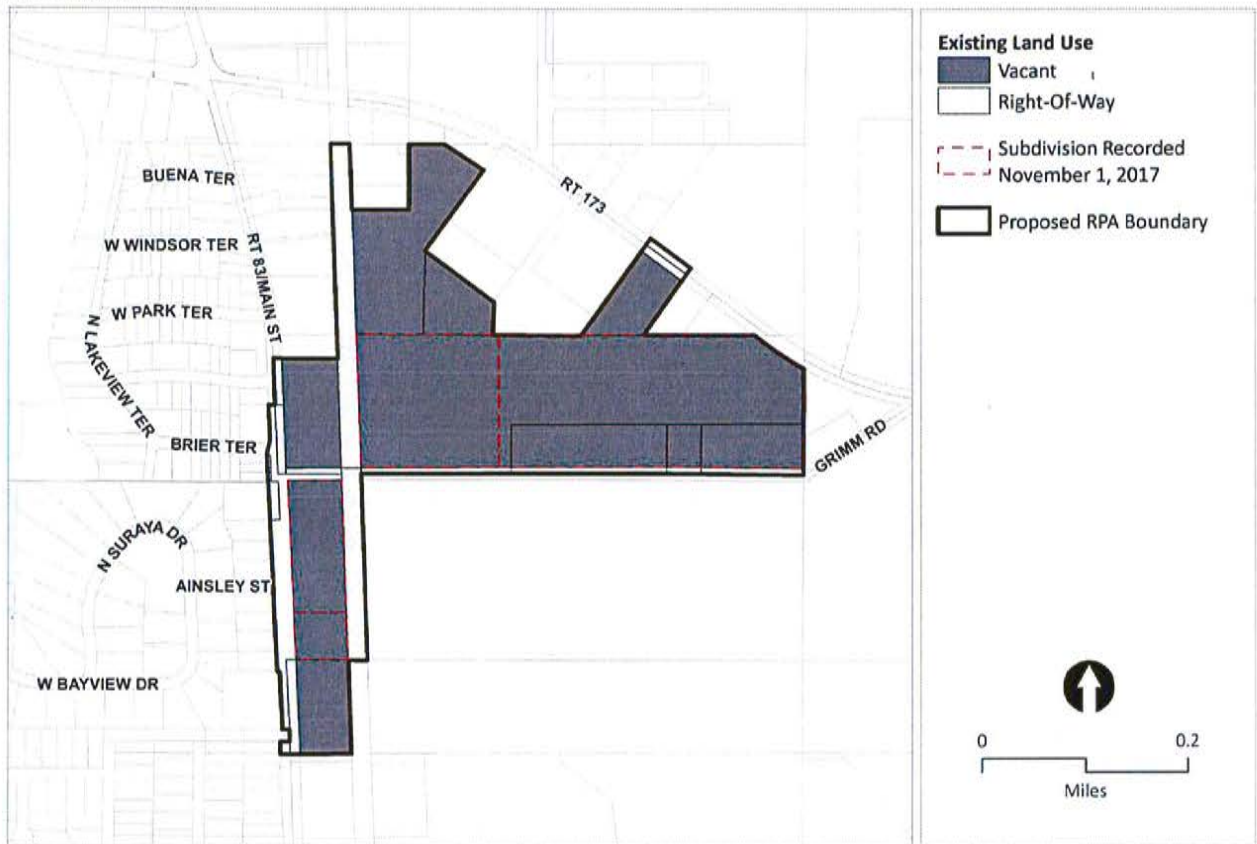 Existing Land Use
Vacant
Right-Of-Way
Subdivision Recorded
November 1, 2017
Proposed RPA Boundary
BUENA TER
W WINDSOR TER
W PARK TER
N LAKEVIEW TER
BRIER TER
RT 83/MAIN ST
RT 173
GRIMM RD
N SURAYA DR
AINSLEY ST
W BAYVIEW DR
0
0.2
Miles